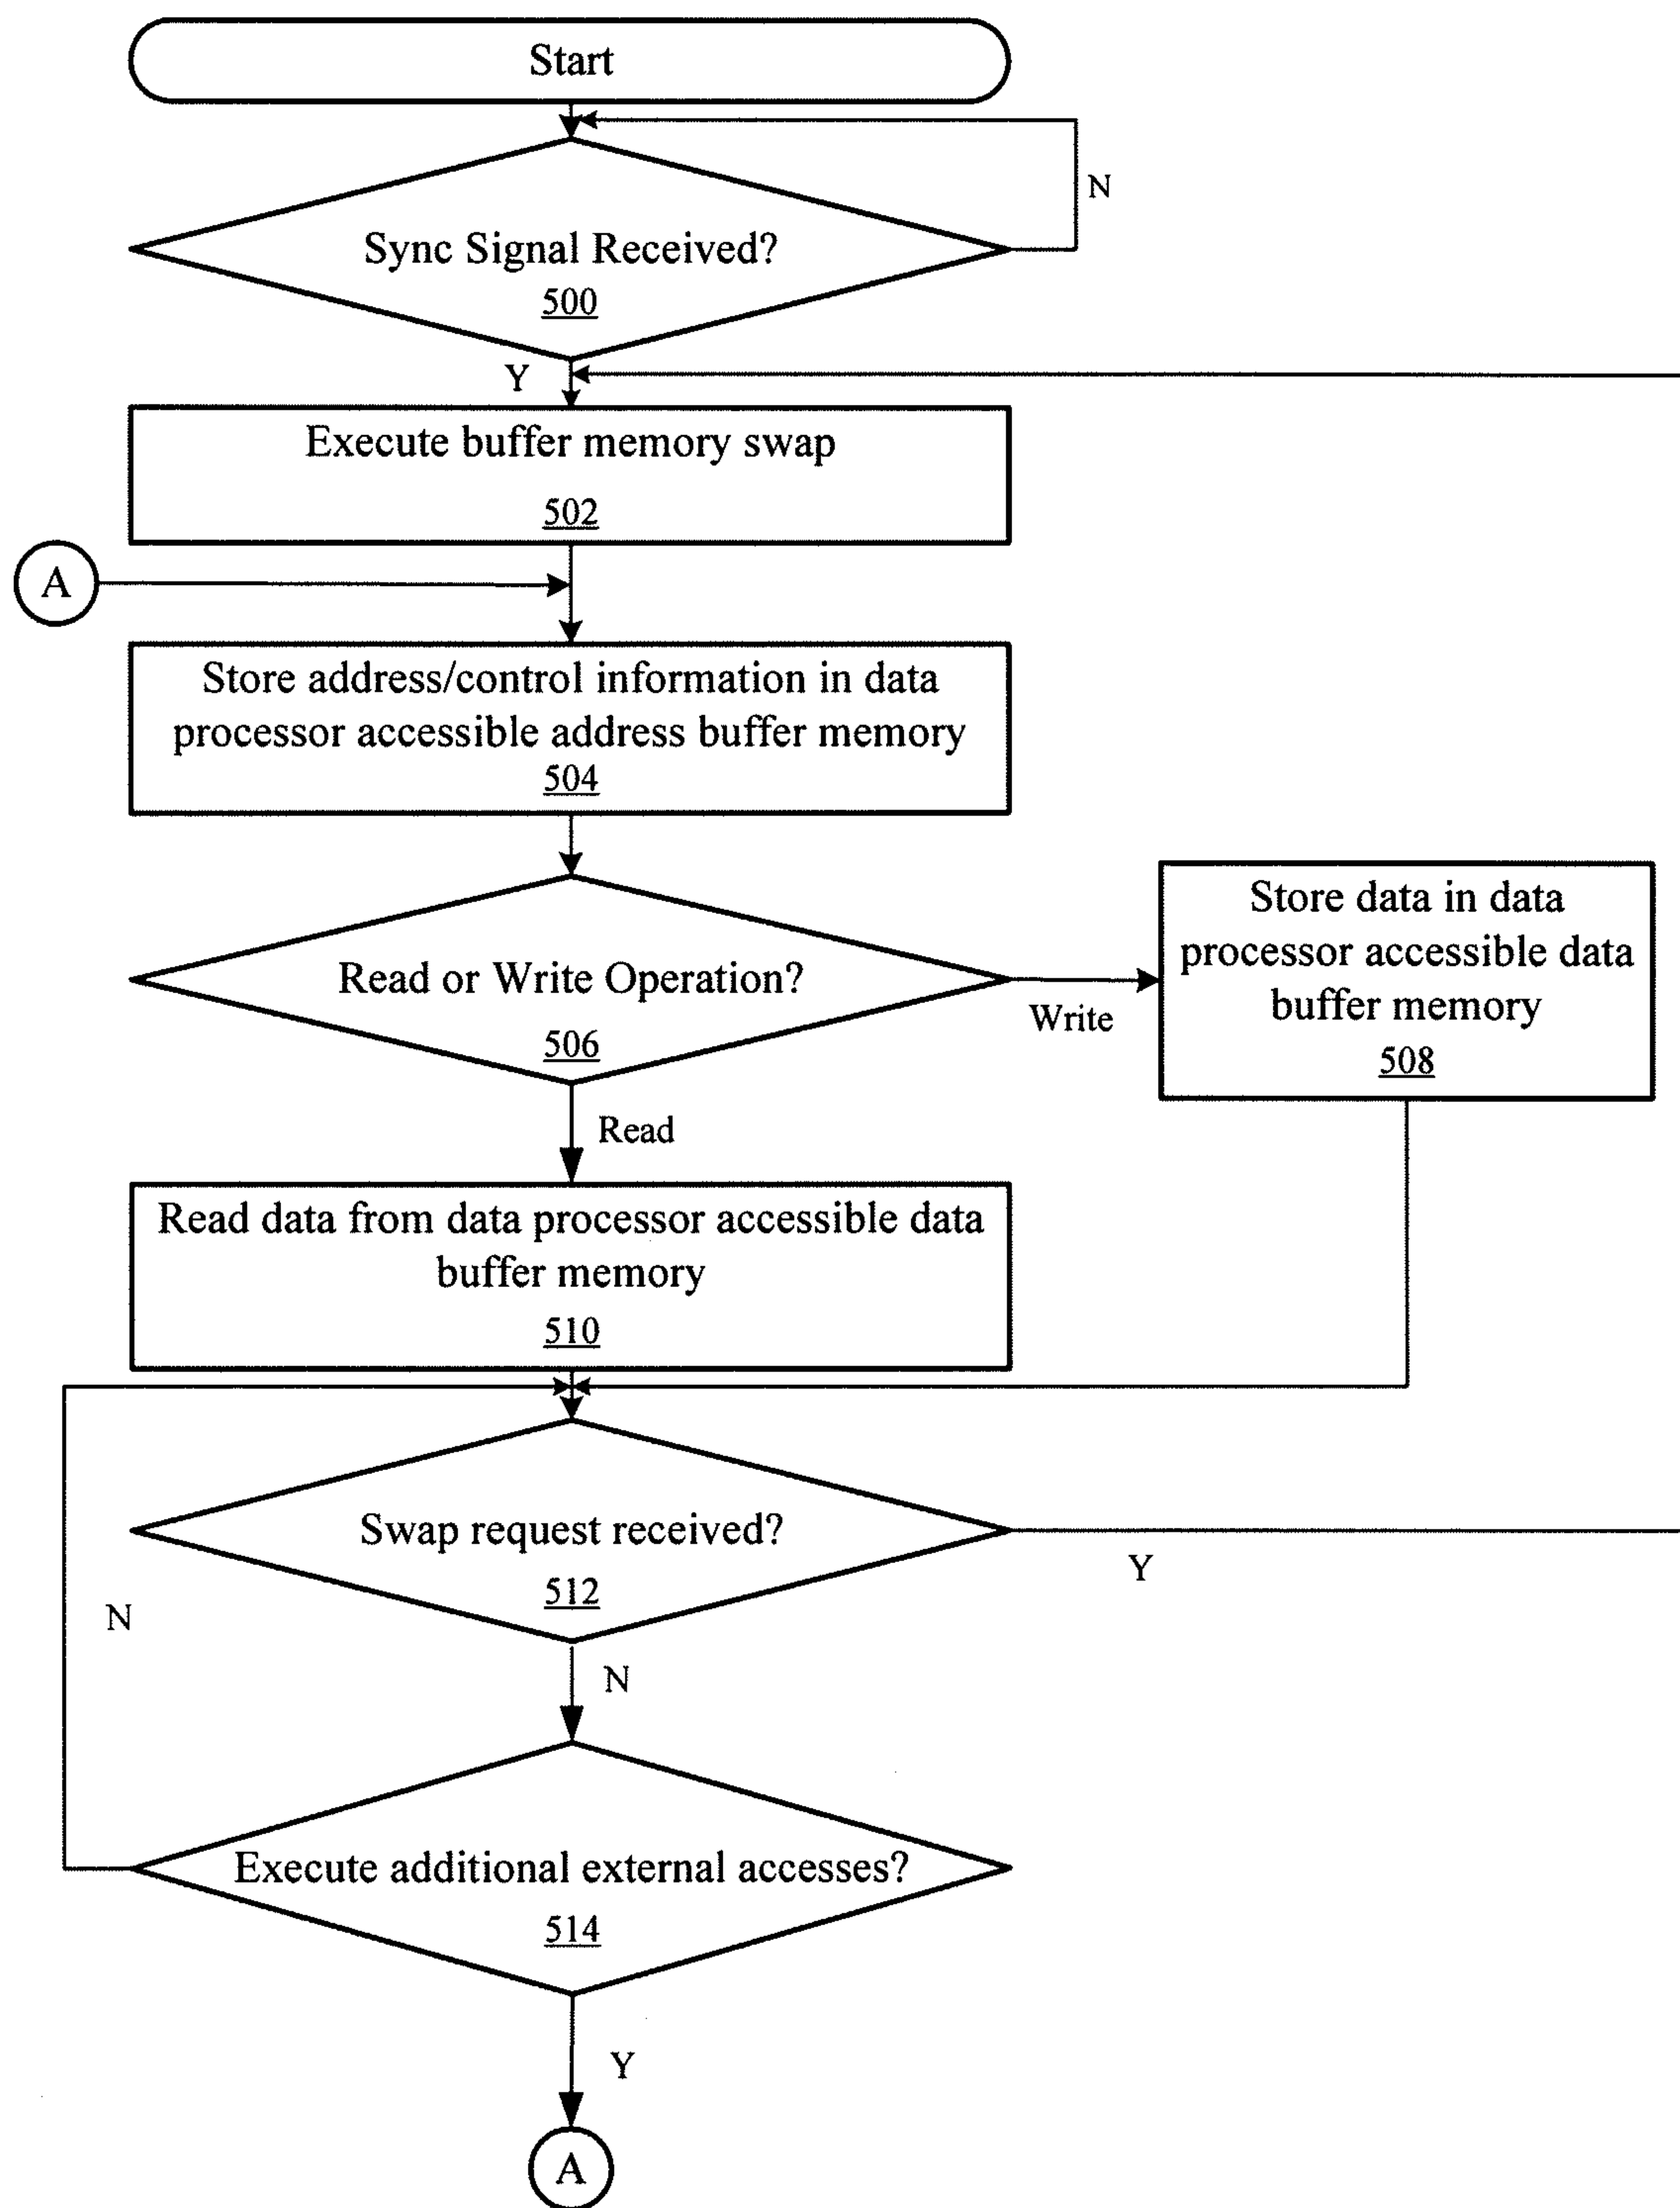 Start
N
Sync Signal Received?
500
Y
Execute buffer memory swap
502
A
Store address/control information in data
processor accessible address buffer memory
504
Read or Write Operation?
506
Write
Store data in data
processor accessible data
buffer memory
508
Read
Read data from data processor accessible data
buffer memory
510
Swap request received?
512
Y
N
N
Execute additional external accesses?
514
Y
A